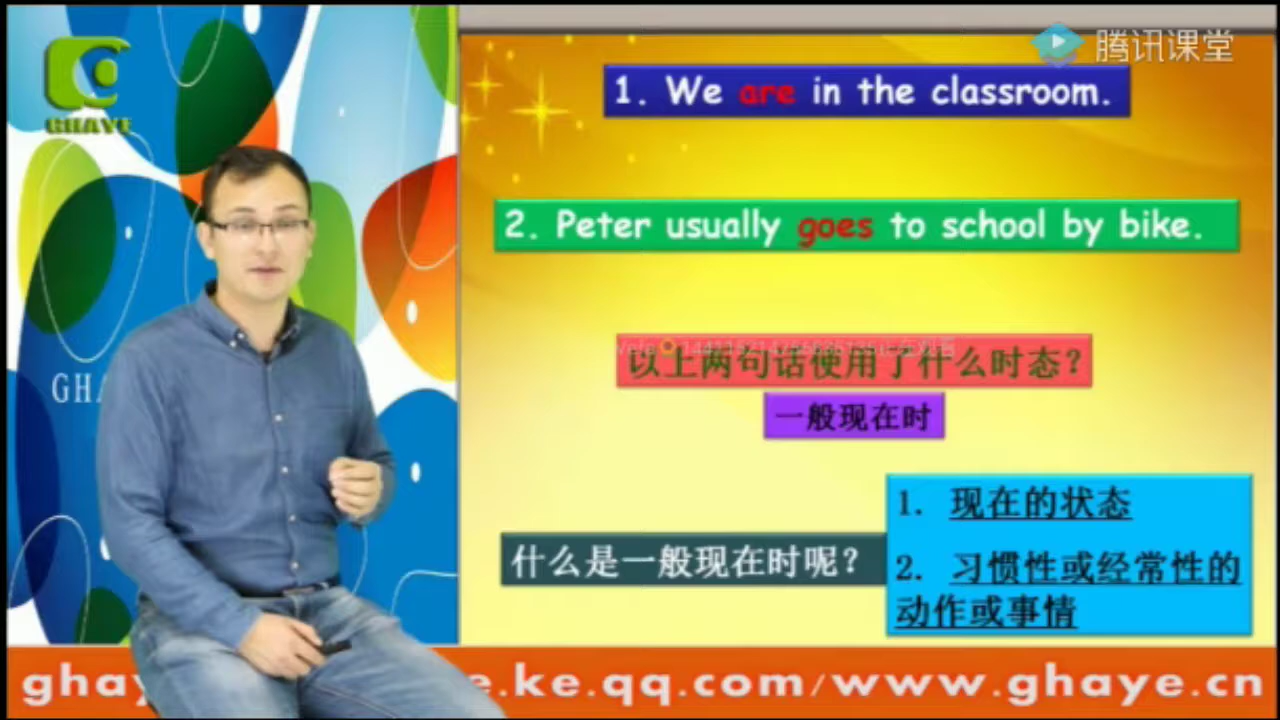 腾讯课堂
GHAYE
1. We are in the classroom.
2. Peter usually goes to school by bike.
以上两句话使用了什么时态?
一般现在时
什么是一般现在时呢?
1. 现在的状态
2. 习惯性或经常性的
动作或事情
GHA
ghay e.ke.qq.com/www.ghaye.cn